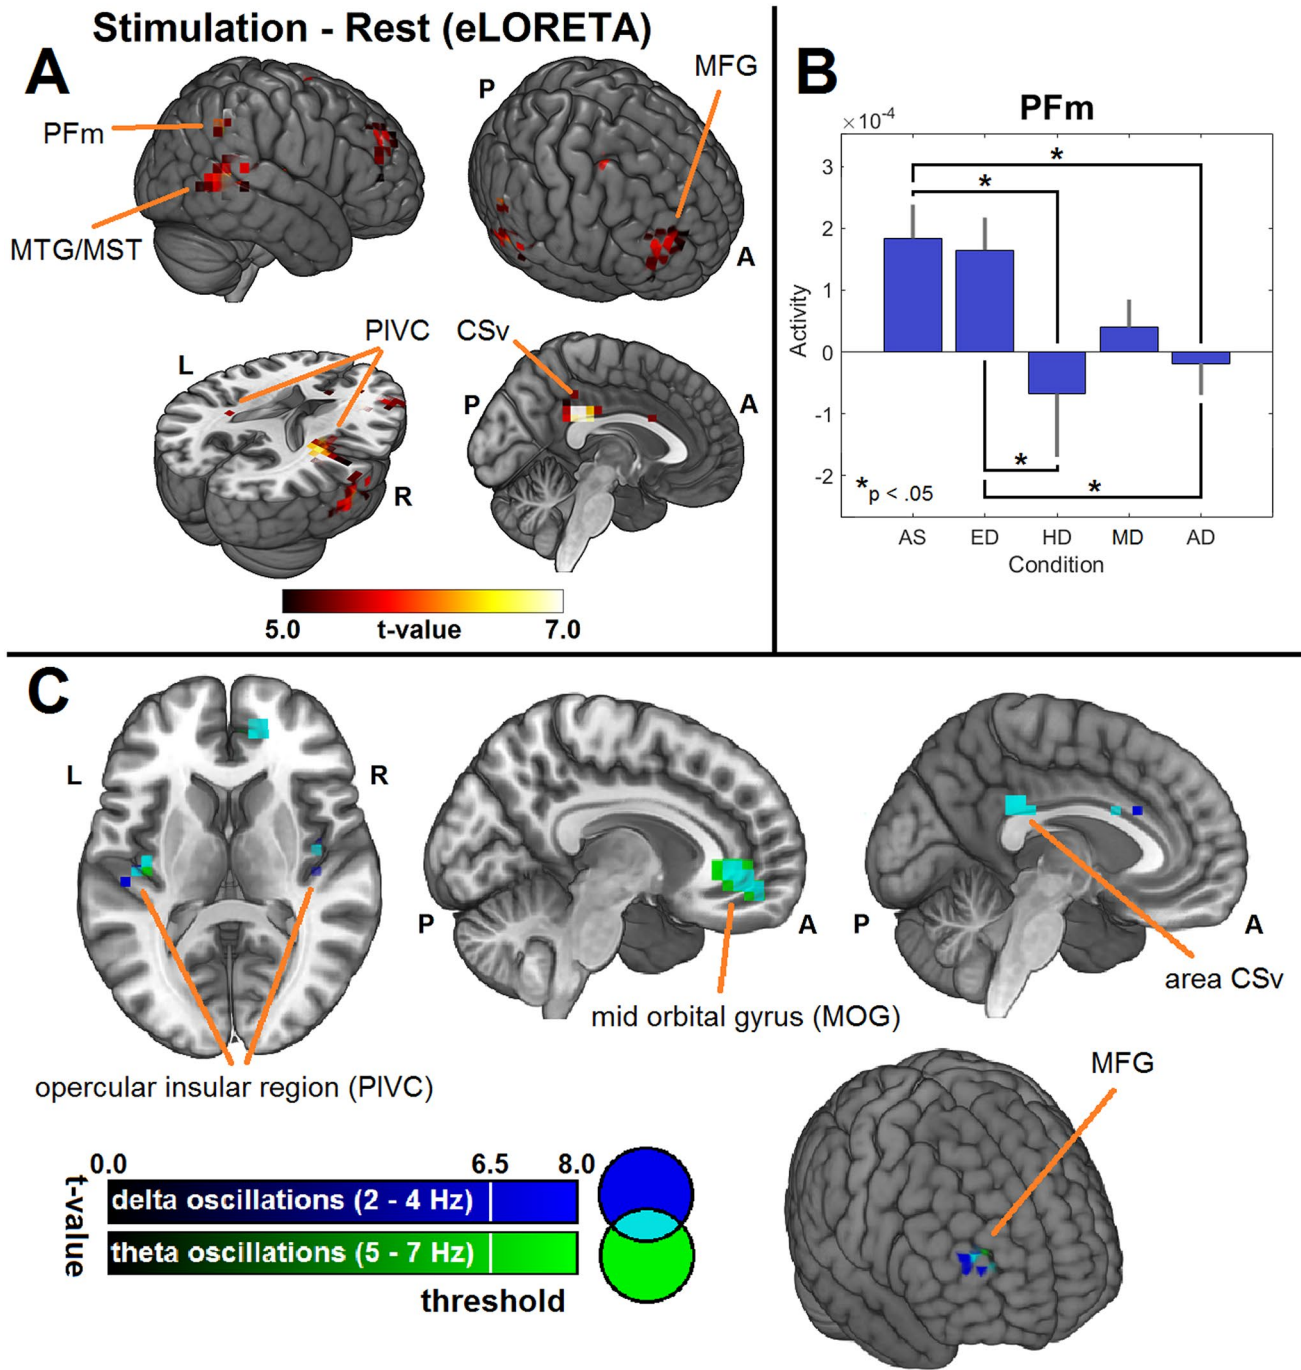 Stimulation - Rest (eLORETA)
A
PFm
MTG/MST
P
MFG
A
L
PIVC
R
CSv
P
A
5.0
t-value
7.0
B
PFm
×10-4
3
2
1
0
-1
-2
Activity
*
*
*
*
*p < .05
AS
ED
HD
MD
AD
Condition
C
L
R
opercular insular region (PIVC)
P
A
mid orbital gyrus (MOG)
P
A
area CSv
MFG
0.0
6.5
8.0
t-value
delta oscillations (2 - 4 Hz)
theta oscillations (5 - 7 Hz)
threshold